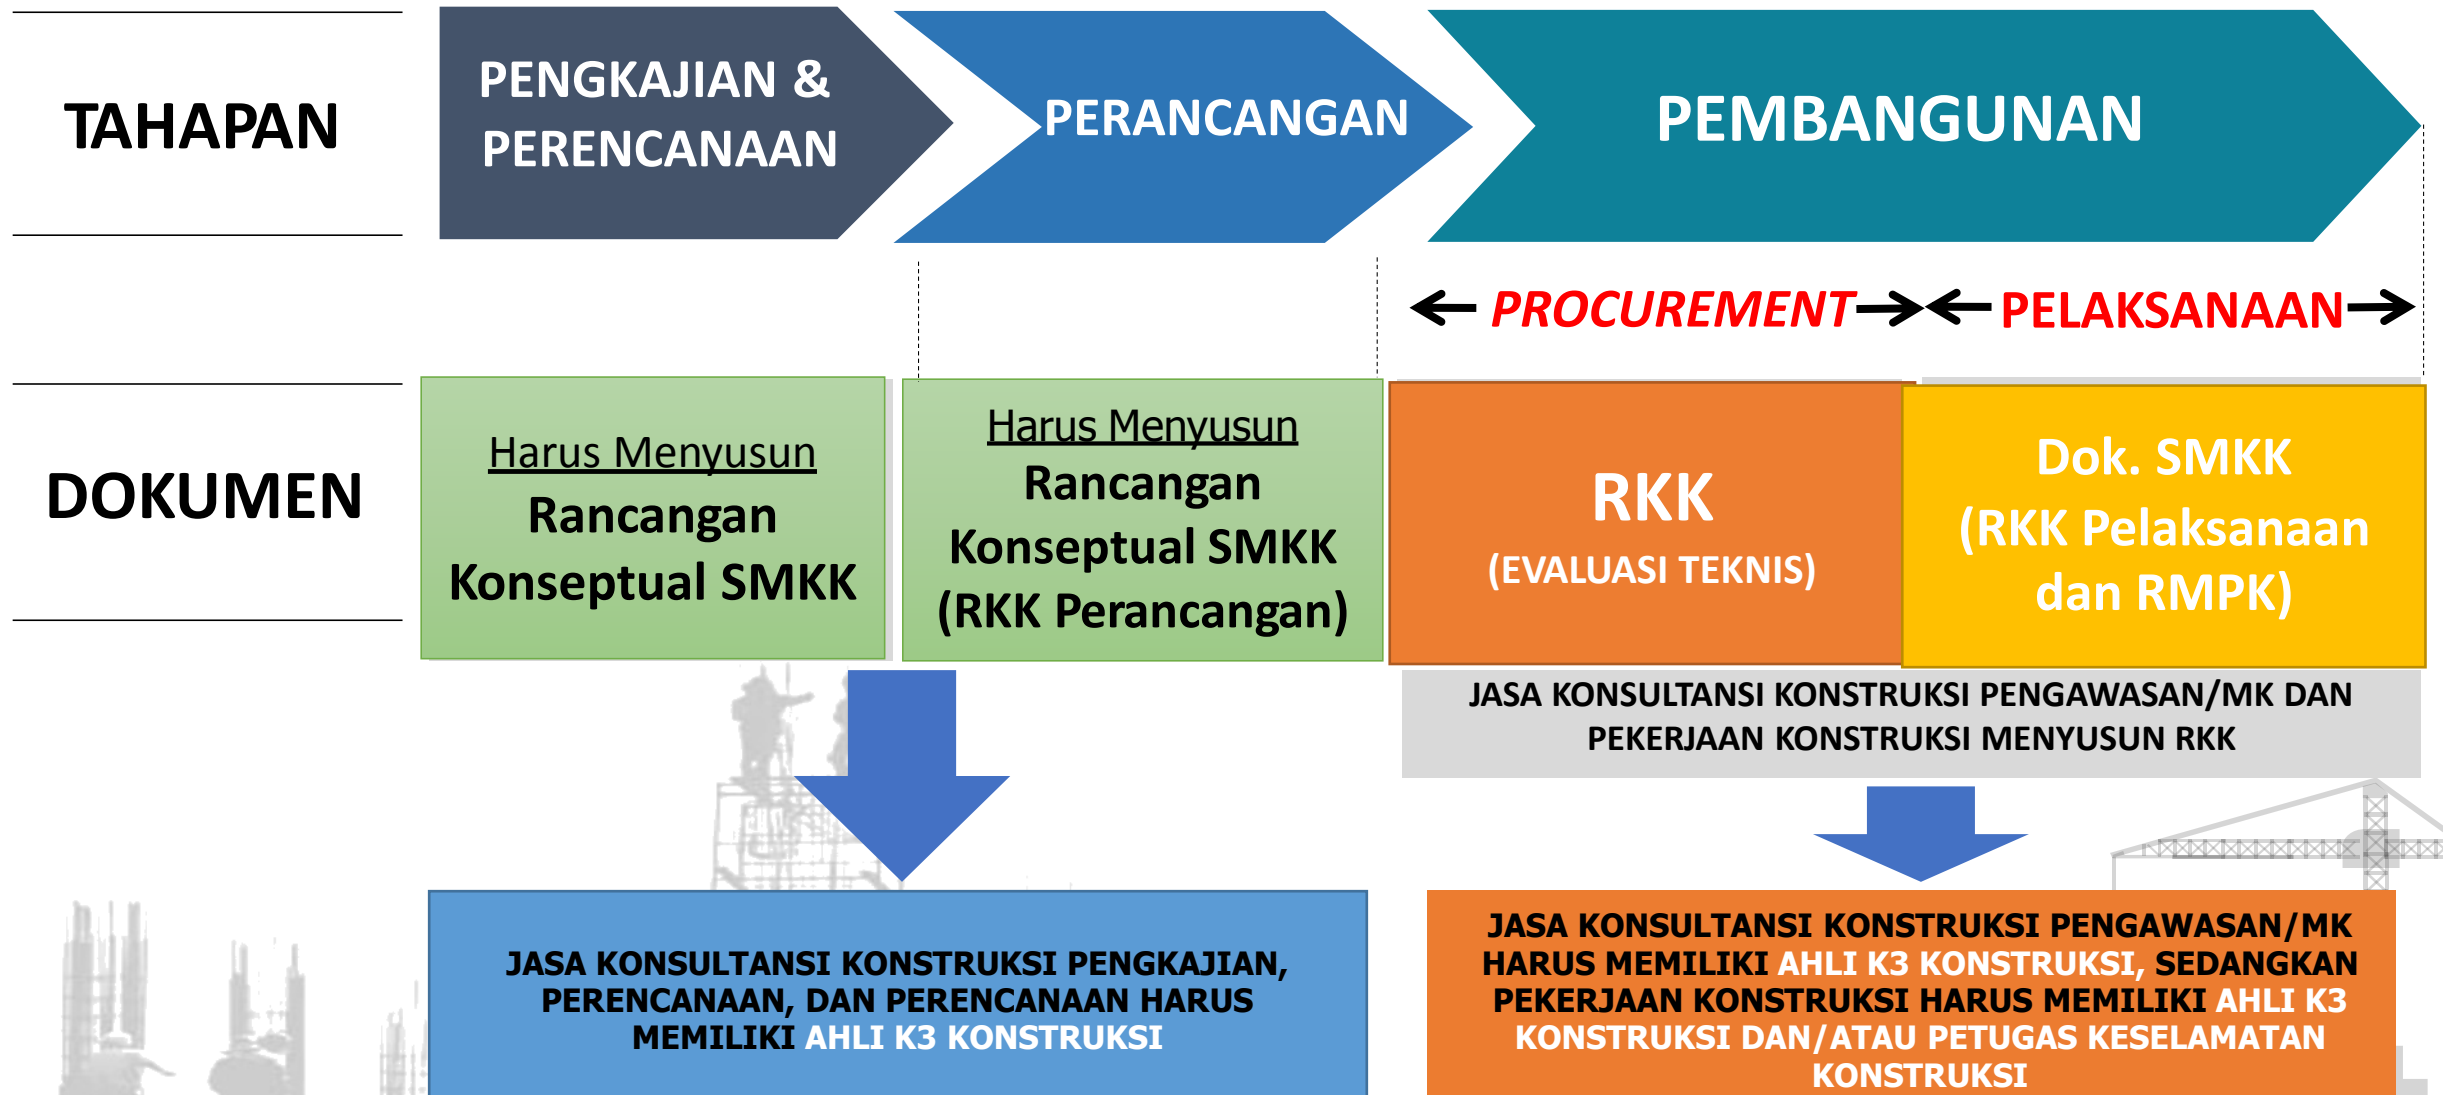 TAHAPAN
PENGKAJIAN &
PERENCANAAN
PERANCANGAN
PEMBANGUNAN
PROCUREMENT
PELAKSANAAN
DOKUMEN
Harus Menyusun
Rancangan
Konseptual SMKK
Harus Menyusun
Rancangan
Konseptual SMKK
(RKK Perancangan)
RKK
(EVALUASI TEKNIS)
Dok. SMKK
(RKK Pelaksanaan
dan RMPK)
JASA KONSULTANSI KONSTRUKSI PENGAWASAN/MK DAN
PEKERJAAN KONSTRUKSI MENYUSUN RKK
JASA KONSULTANSI KONSTRUKSI PENGKAJIAN,
PERENCANAAN, DAN PERENCANAAN HARUS
MEMILIKI AHLI K3 KONSTRUKSI
JASA KONSULTANSI KONSTRUKSI PENGAWASAN/MK
HARUS MEMILIKI AHLI K3 KONSTRUKSI, SEDANGKAN
PEKERJAAN KONSTRUKSI HARUS MEMILIKI AHLI K3
KONSTRUKSI DAN/ATAU PETUGAS KESELAMATAN
KONSTRUKSI